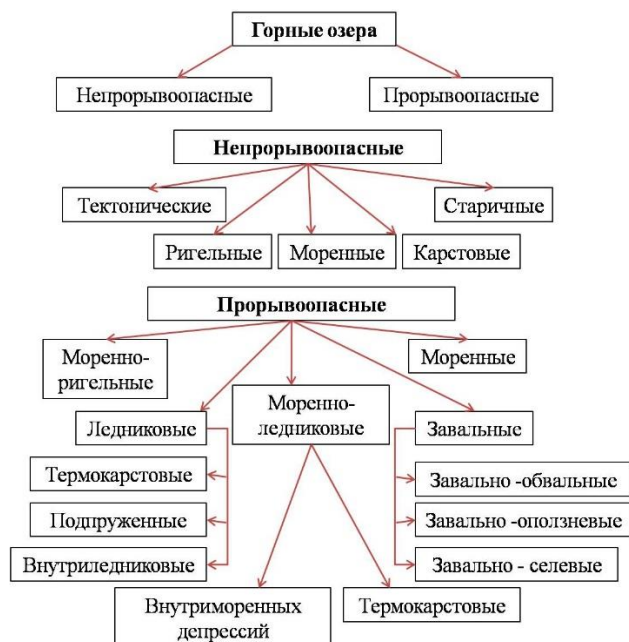 Горные озера
Непрорывоопасные
Прорывоопасные
Непрорывоопасные
Тектонические
Старичные
Ригельные
Моренные
Карстовые
Прорывоопасные
Моренно-
ригельные
Моренные
Ледниковые
Моренно-
ледниковые
Завальные
Термокарстовые
Завально -обвальные
Подпруженные
Завально -оползневые
Внутриледниковые
Завально - селевые
Внутриморенных
депрессий
Термокарстовые